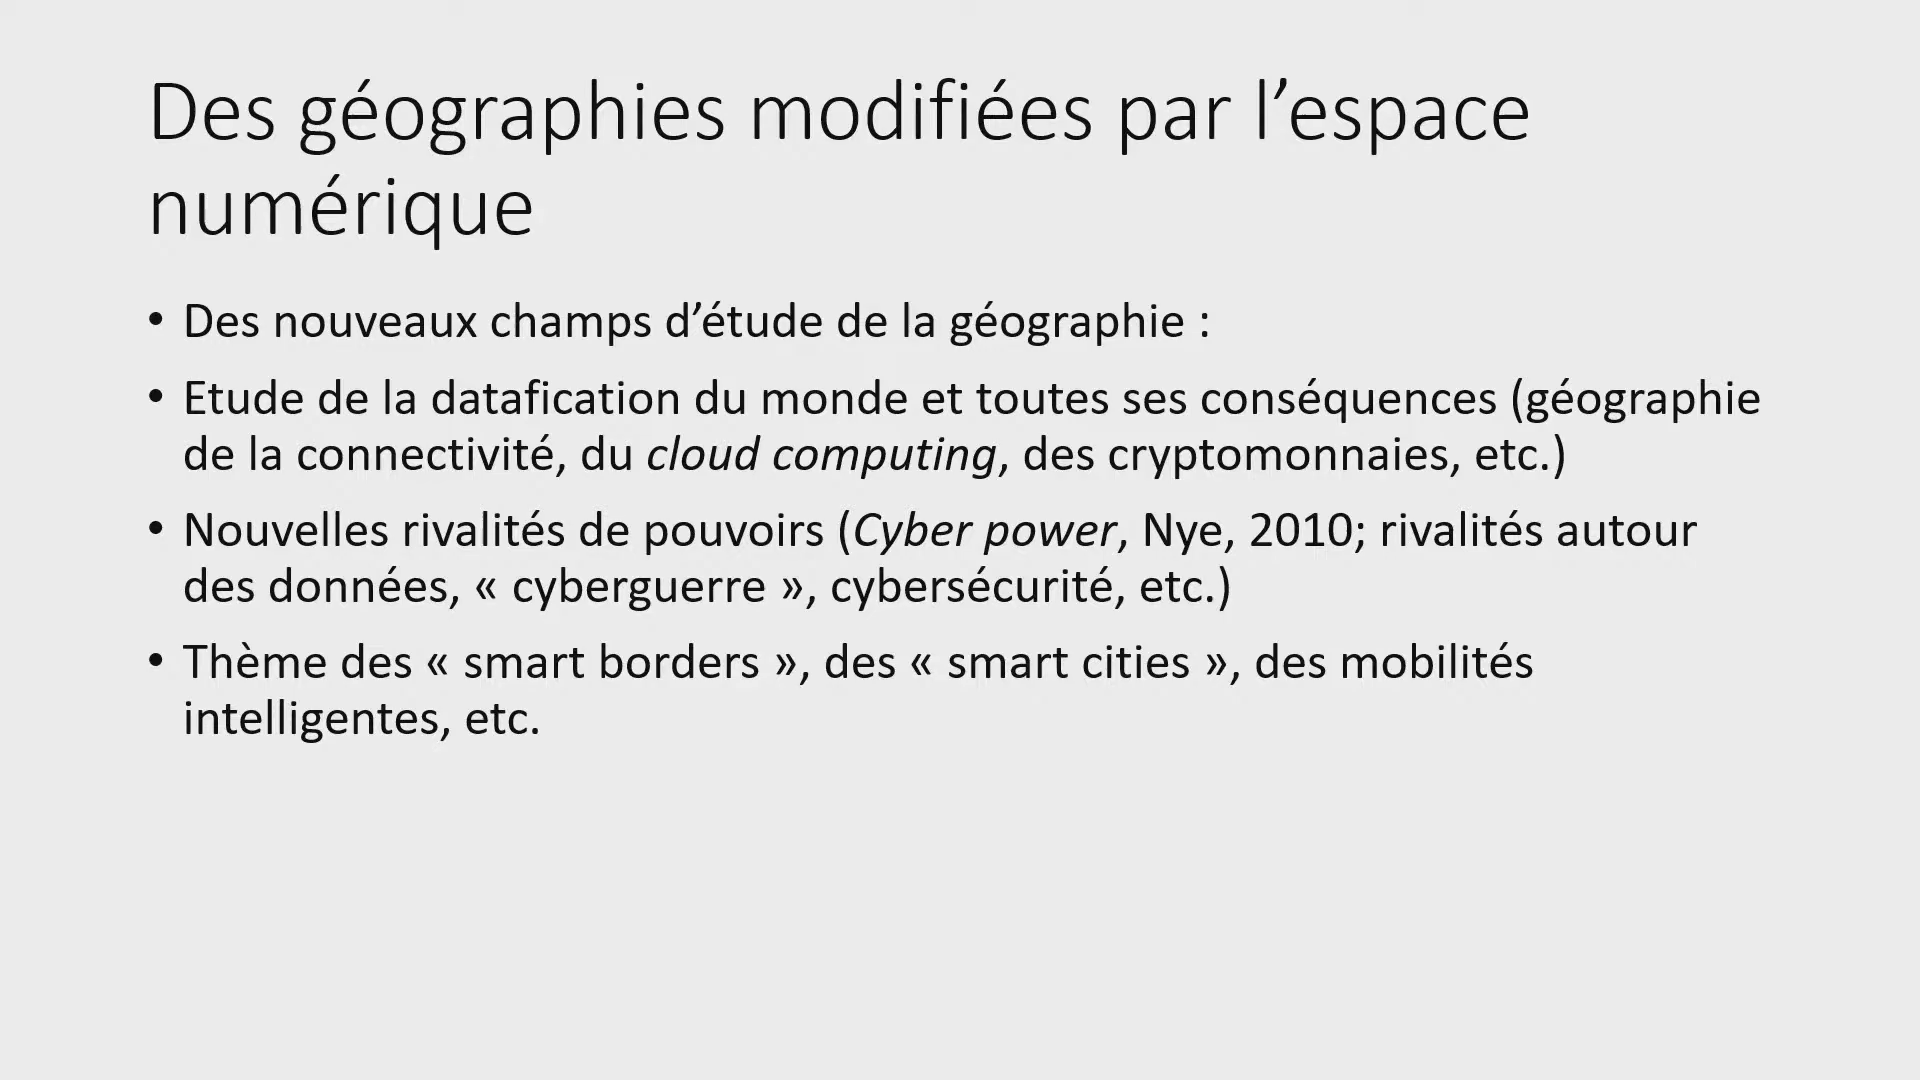 Des géographies modifiées par l’espace
numérique
• Des nouveaux champs d’étude de la géographie :
• Etude de la datafication du monde et toutes ses conséquences (géographie
de la connectivité, du cloud computing, des cryptomonnaies, etc.)
• Nouvelles rivalités de pouvoirs (Cyber power, Nye, 2010; rivalités autour
des données, « cyberguerre », cybersécurité, etc.)
• Thème des « smart borders », des « smart cities », des mobilités
intelligentes, etc.